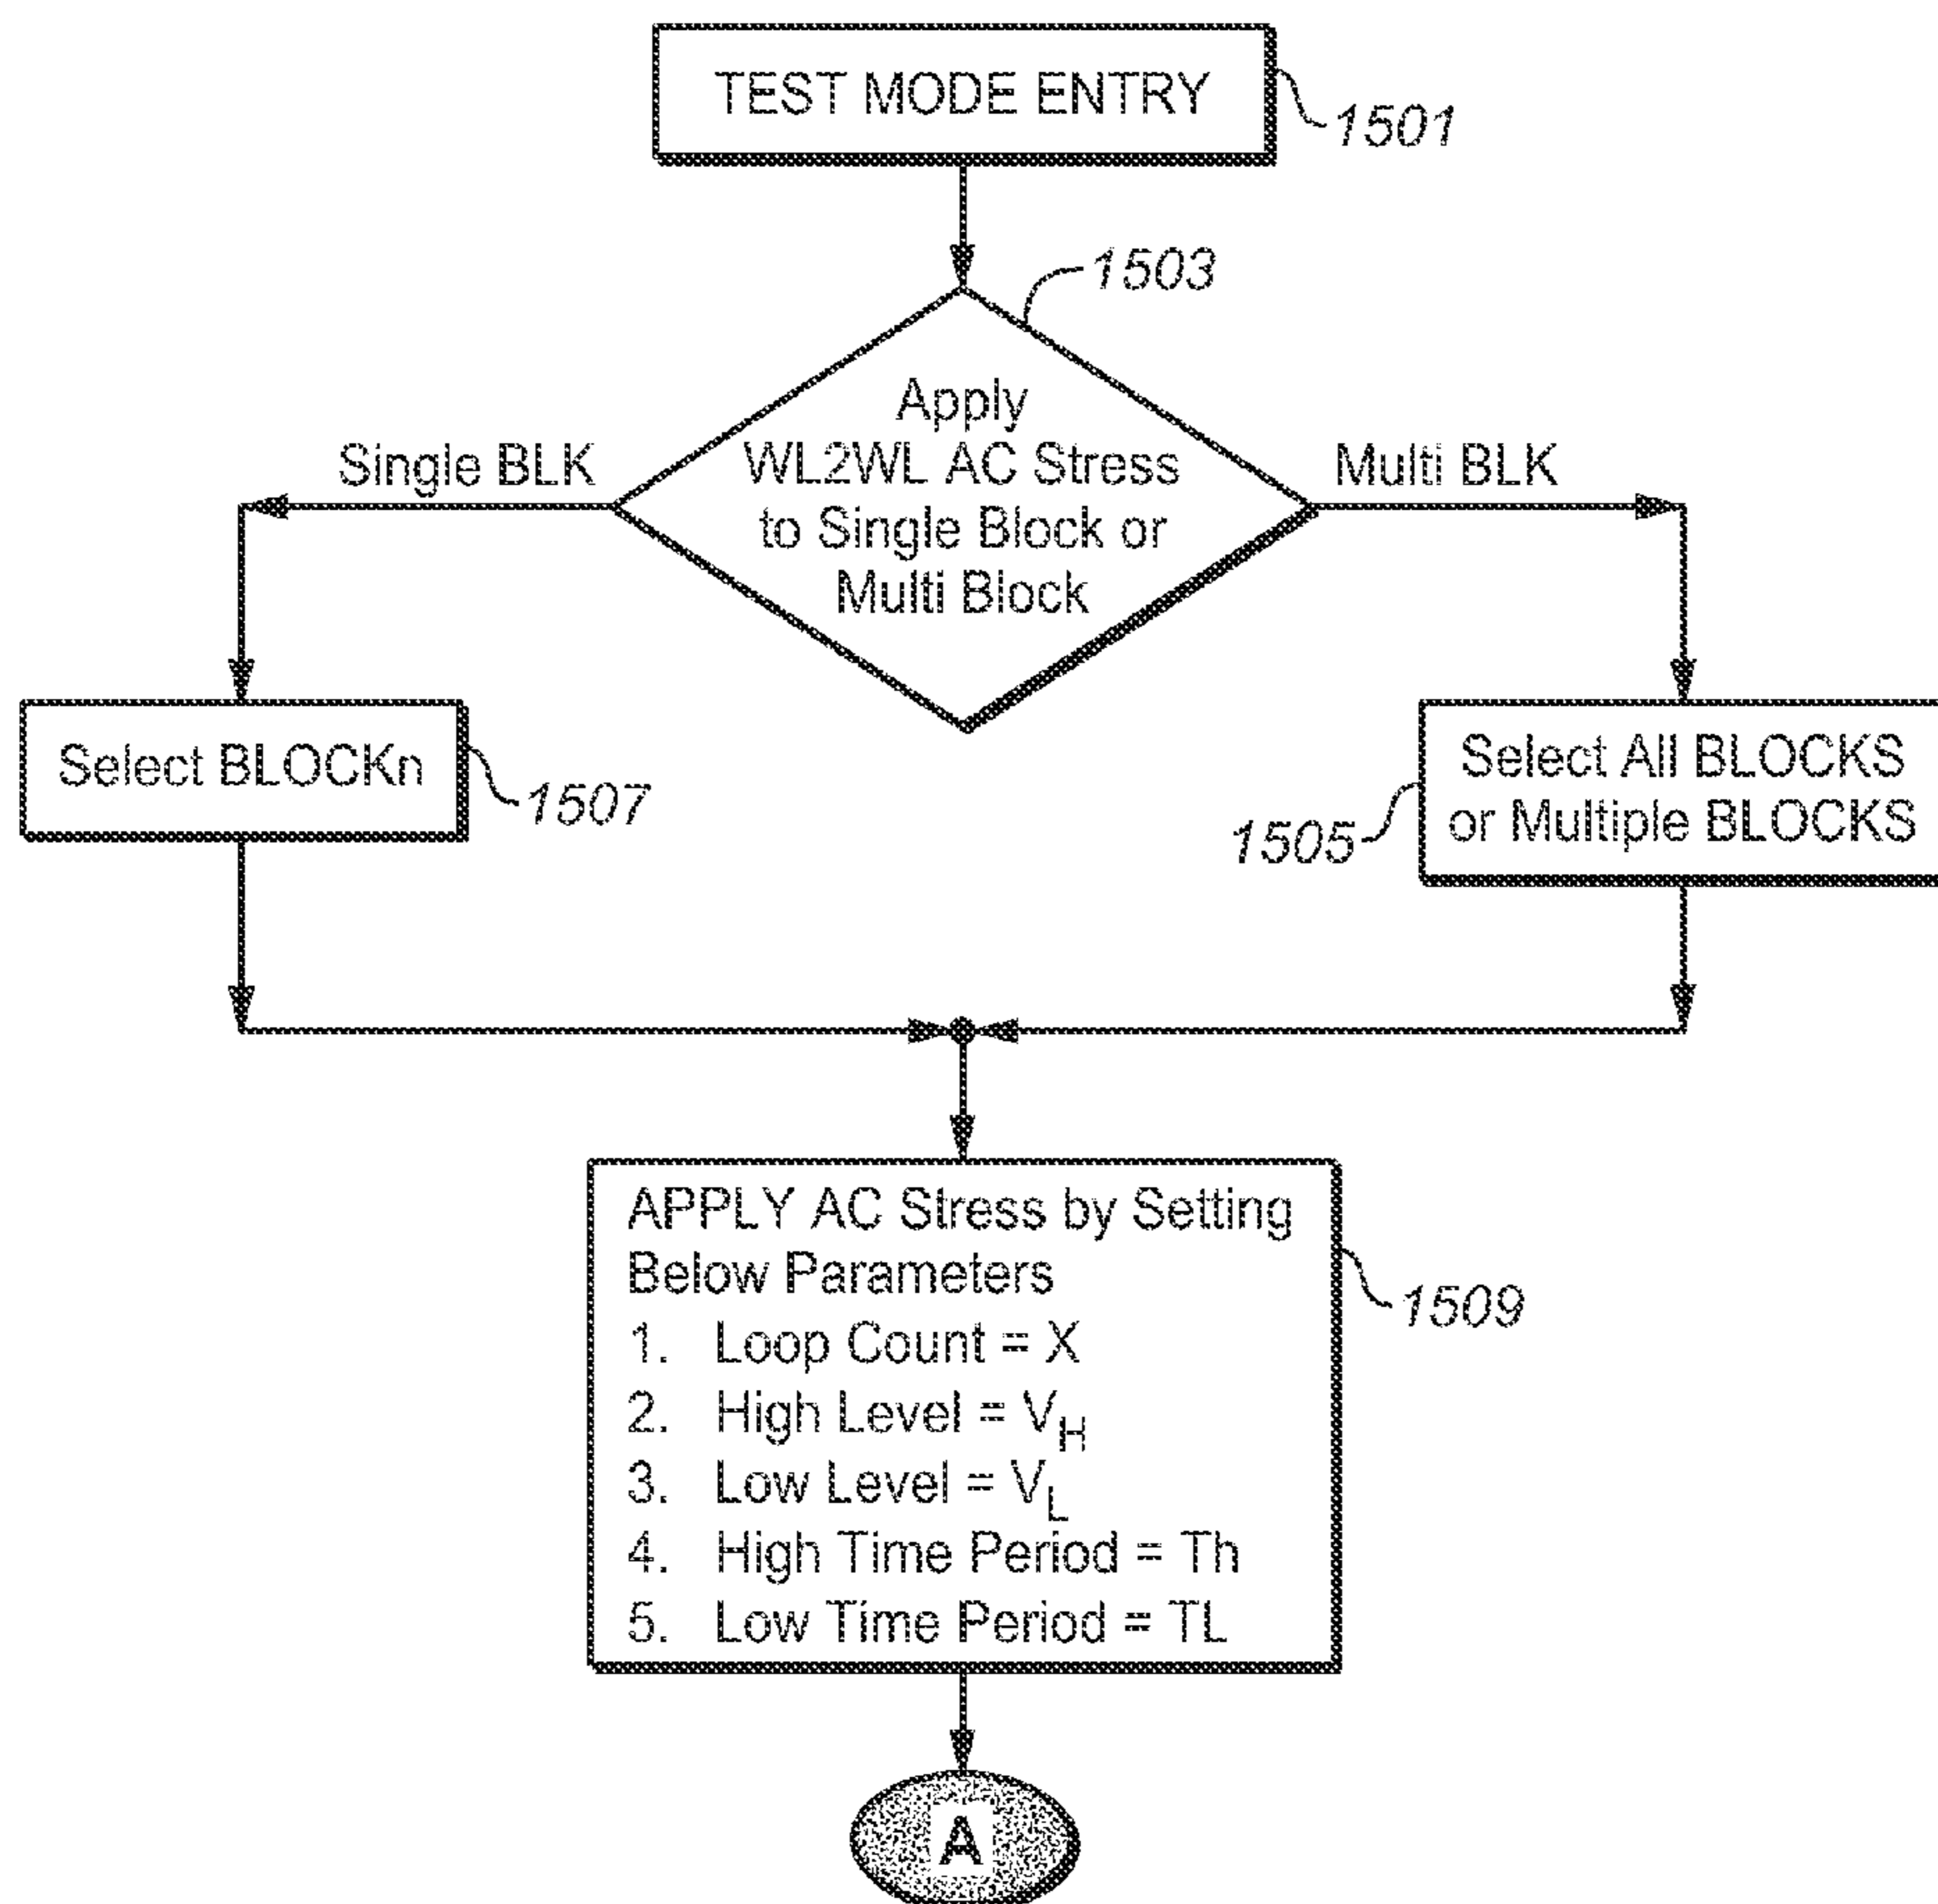 TEST MODE ENTRY
1501
1503
Apply
WL2WL AC Stress
to Single Block or
Multi Block
Single BLK
Multi BLK
Select BLOCKn
1507
Select All BLOCKS
or Multiple BLOCKS
1505
APPLY AC Stress by Setting
Below Parameters
1. Loop Count = X
2. High Level = V_H
3. Low Level = V_L
4. High Time Period = Th
5. Low Time Period = TL
1509
A